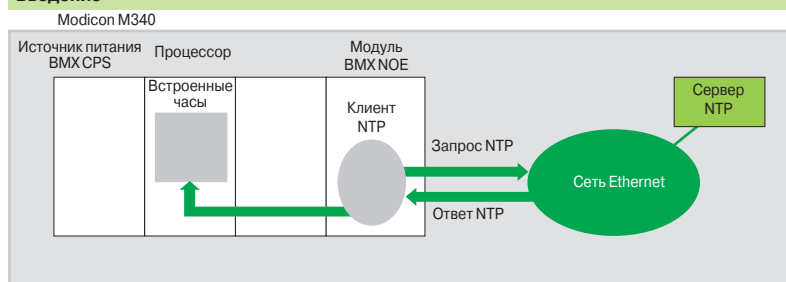 Введение
Modicon M340
Источник питания
BMX CPS
Процессор
Модуль
BMX NOE
Встроенные
часы
Клиент
NTP
Сервер
NTP
Запрос NTP
Сеть Ethernet
Ответ NTP